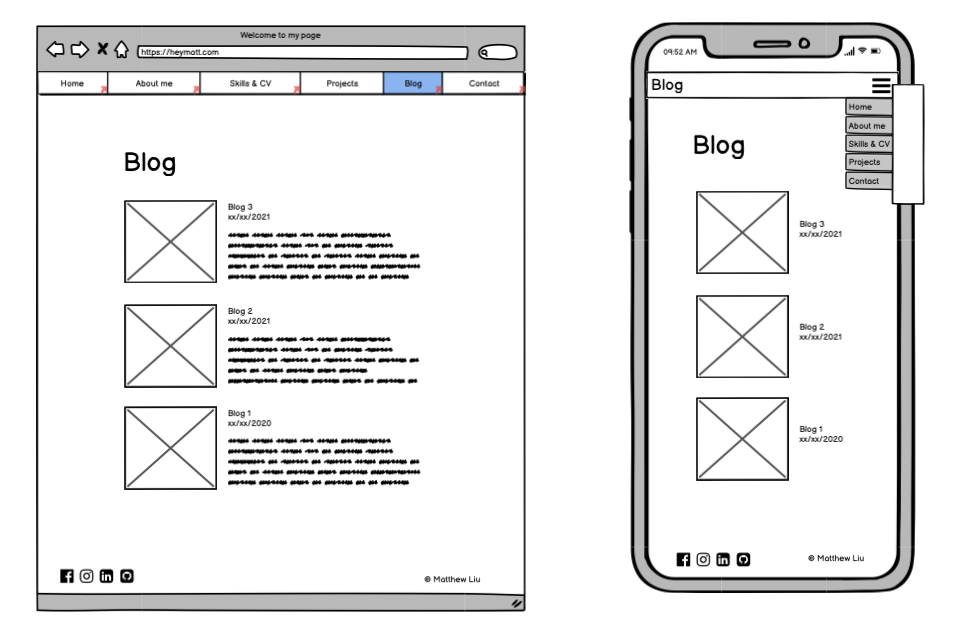 Welcome to my page
https://heymatt.com
Home About me Skills & CV Projects Blog Contact
Blog
Blog 3
xx/xx/2021
Blog 2
xx/xx/2021
Blog 1
xx/xx/2020
© Matthew Liu
09:52 AM
Blog
Home
About me
Skills & CV
Projects
Contact
Blog
Blog 3
xx/xx/2021
Blog 2
xx/xx/2021
Blog 1
xx/xx/2020
© Matthew Liu